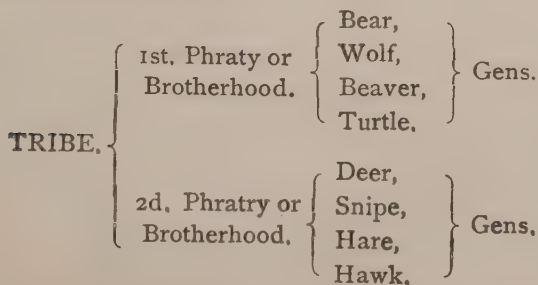 TRIBE.
1st. Phraty or
Brotherhood.
Bear,
Wolf,
Beaver,
Turtle.
Gens.
2d. Phratry or
Brotherhood.
Deer,
Snipe,
Hare,
Hawk.
Gens.